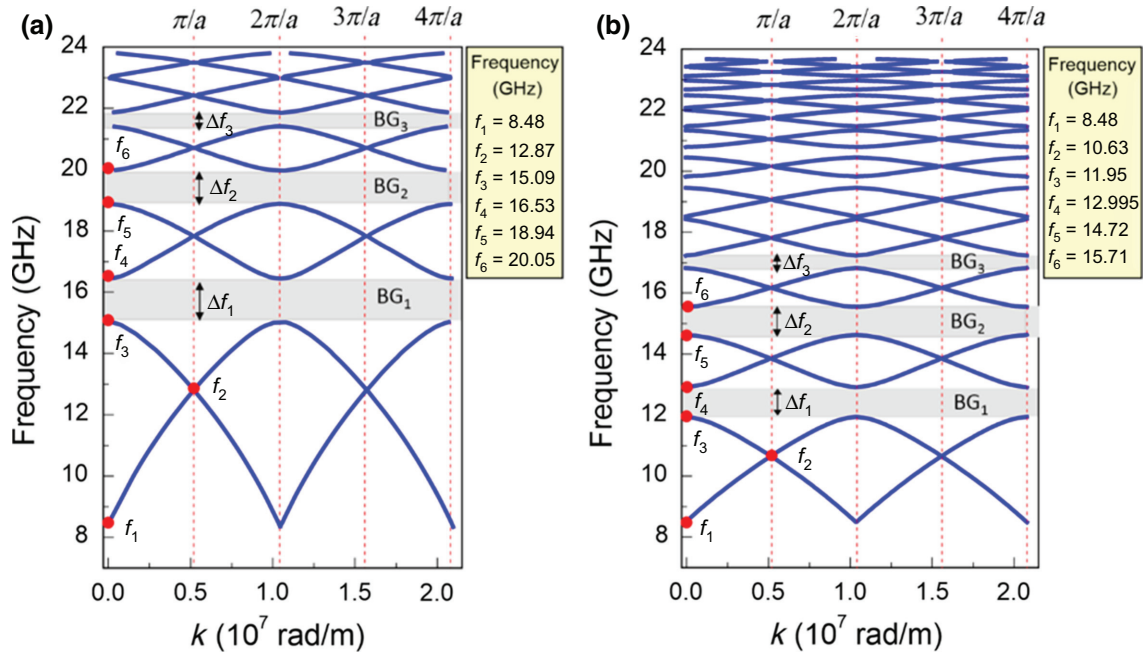 (a)
π/a 2π/a 3π/a 4π/a
24
22
20
18
16
14
12
10
8
Frequency (GHz)
Δf3
BG3
f6
Δf2
BG2
f5
f4
Δf1
BG1
f3
f2
f1
0.0 0.5 1.0 1.5 2.0
k (10^7 rad/m)
Frequency
(GHz)
f1 = 8.48
f2 = 12.87
f3 = 15.09
f4 = 16.53
f5 = 18.94
f6 = 20.05
(b)
π/a 2π/a 3π/a 4π/a
24
22
20
18
16
14
12
10
8
Frequency (GHz)
Δf3
BG3
f6
Δf2
BG2
f5
Δf1
BG1
f4
f3
f2
f1
0.0 0.5 1.0 1.5 2.0
k (10^7 rad/m)
Frequency
(GHz)
f1 = 8.48
f2 = 10.63
f3 = 11.95
f4 = 12.995
f5 = 14.72
f6 = 15.71